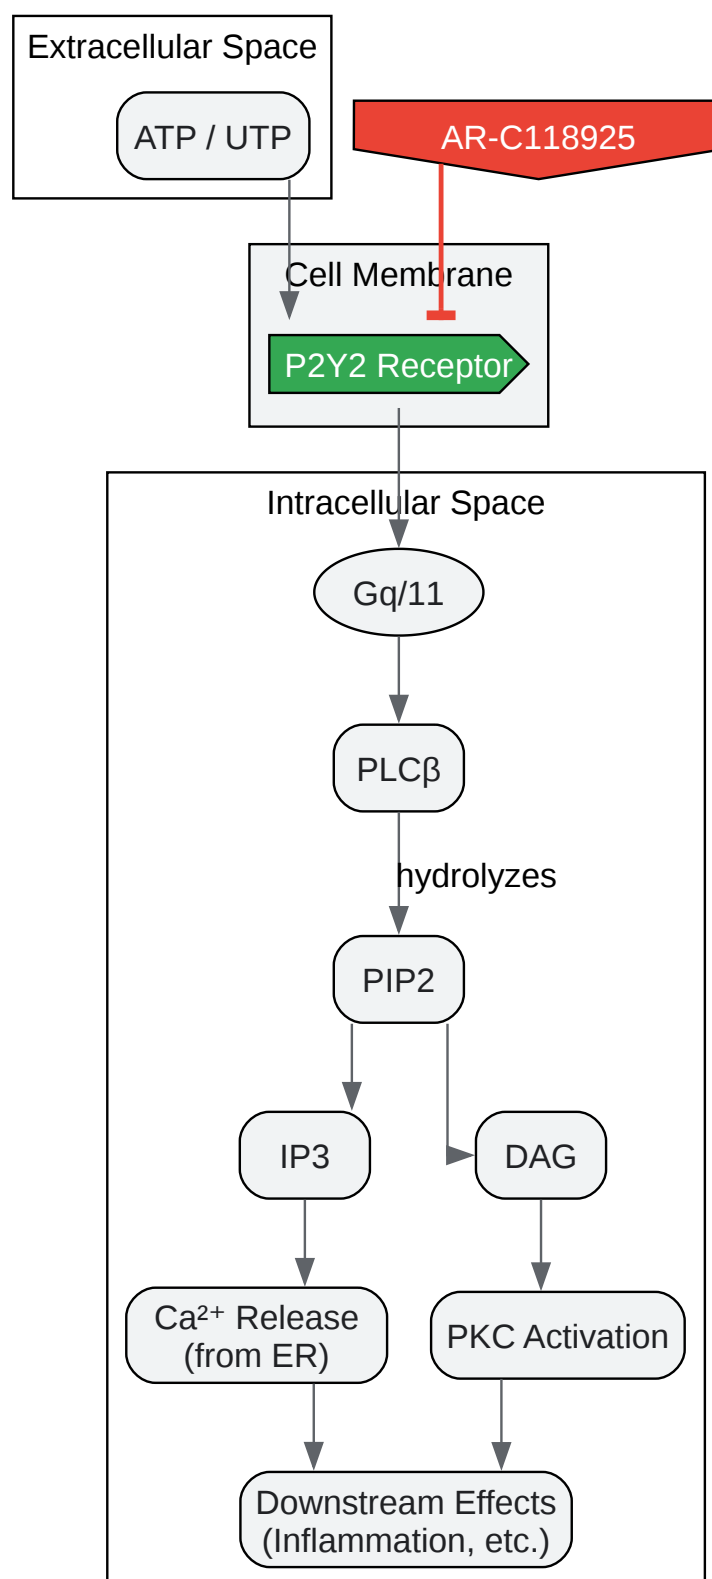 Extracellular Space
ATP / UTP
AR-C118925
Cell Membrane
P2Y2 Receptor
Intracellular Space
Gq/11
PLCβ
hydrolyzes
PIP2
IP3
DAG
Ca²⁺ Release
(from ER)
PKC Activation
Downstream Effects
(Inflammation, etc.)